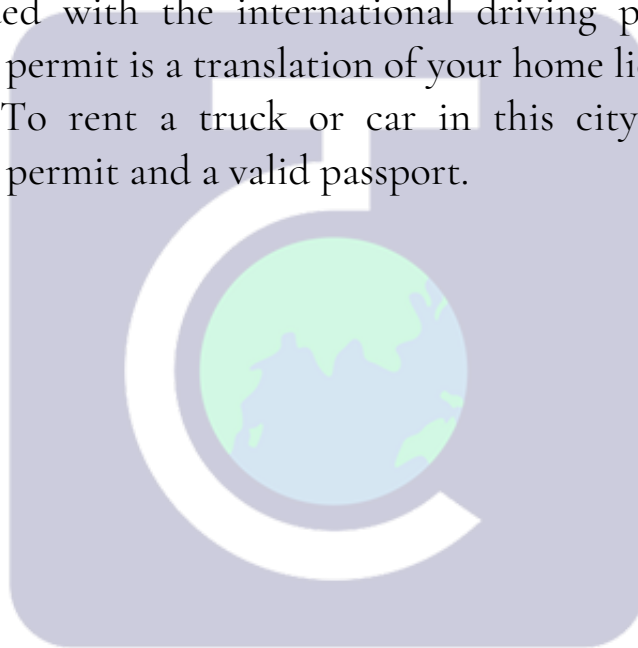 with the international driving
permit is a translation of your home
To rent a truck or car in this city
permit and a valid passport.